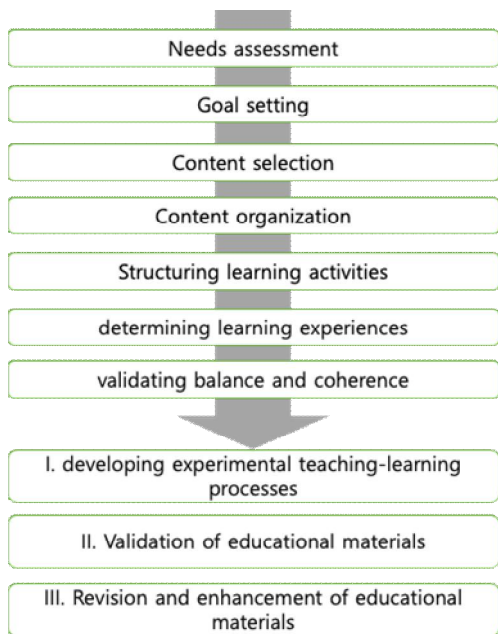 Needs assessment
Goal setting
Content selection
Content organization
Structuring learning activities
determining learning experiences
validating balance and coherence
I. developing experimental teaching-learning
processes
II. Validation of educational materials
III. Revision and enhancement of educational
materials